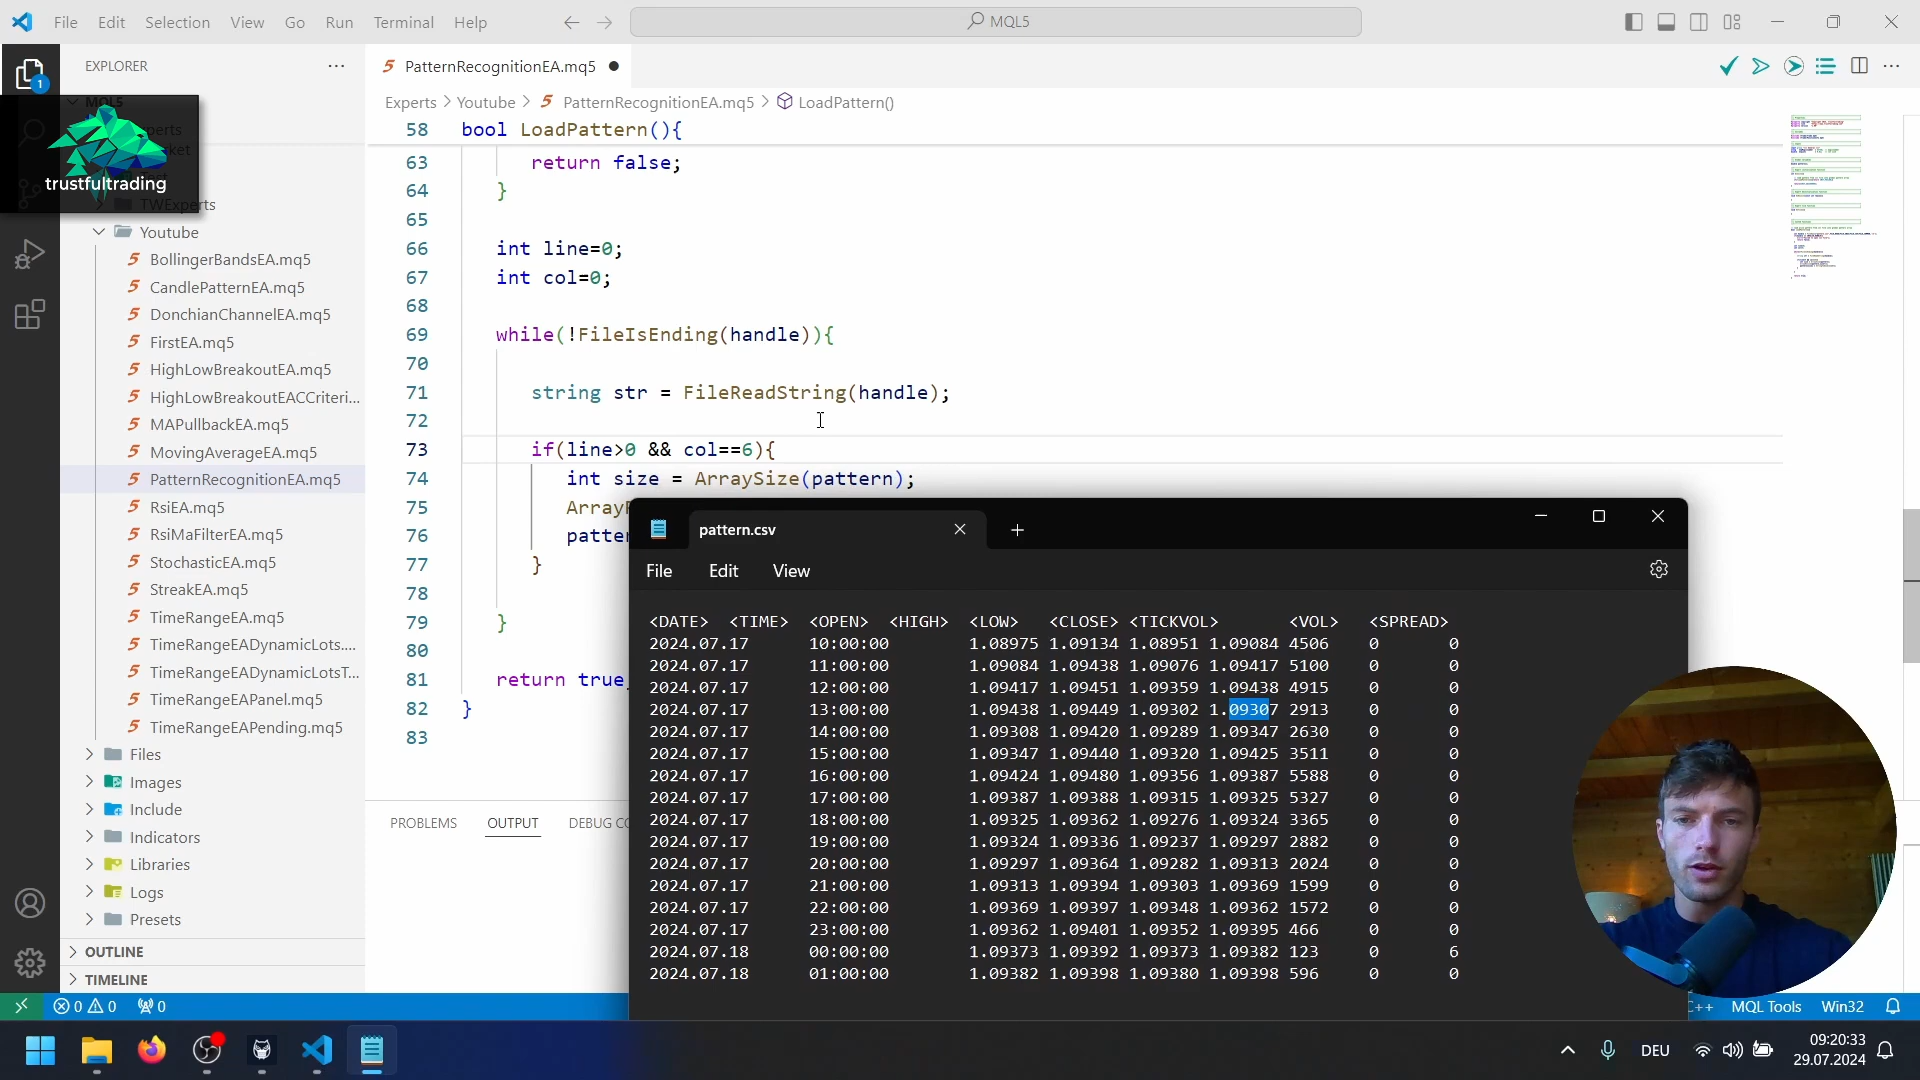 File Edit Selection View Go Run Terminal Help
MQL5
EXPLORER
PatternRecognitionEA.mq5
1
MQL5
trustfultrading
TWExperts
Youtube
BollingerBandsEA.mq5
CandlePatternEA.mq5
DonchianChannelEA.mq5
FirstEA.mq5
HighLowBreakoutEA.mq5
HighLowBreakoutEACCriteri...
MAPullbackEA.mq5
MovingAverageEA.mq5
PatternRecognitionEA.mq5
RsiEA.mq5
RsiMaFilterEA.mq5
StochasticEA.mq5
StreakEA.mq5
TimeRangeEA.mq5
TimeRangeEADynamicLots....
TimeRangeEADynamicLotsT...
TimeRangeEAPanel.mq5
TimeRangeEAPending.mq5
Files
Images
Include
Indicators
Libraries
Logs
Presets
OUTLINE
TIMELINE
Experts > Youtube > PatternRecognitionEA.mq5 > LoadPattern()
58 bool LoadPattern(){
63 return false;
64 }
65
66 int line=0;
67 int col=0;
68
69 while(!FileIsEnding(handle)){
70
71 string str = FileReadString(handle);
72
73 if(line>0 && col==6){
74 int size = ArraySize(pattern);
75
76
77 }
78
79 }
80
81 return true
82 }
83
PROBLEMS OUTPUT
pattern.csv
File Edit View
<DATE> <TIME> <OPEN> <HIGH> <LOW> <CLOSE> <TICKVOL> <VOL> <SPREAD>
2024.07.17 10:00:00 1.08975 1.09134 1.08951 1.09084 4506 0 0
2024.07.17 11:00:00 1.09084 1.09438 1.09076 1.09417 5100 0 0
2024.07.17 12:00:00 1.09417 1.09451 1.09359 1.09438 4915 0 0
2024.07.17 13:00:00 1.09438 1.09449 1.09302 1.09307 2913 0 0
2024.07.17 14:00:00 1.09308 1.09420 1.09289 1.09347 2630 0 0
2024.07.17 15:00:00 1.09347 1.09440 1.09320 1.09425 3511 0 0
2024.07.17 16:00:00 1.09424 1.09480 1.09356 1.09387 5588 0 0
2024.07.17 17:00:00 1.09387 1.09388 1.09315 1.09325 5327 0 0
2024.07.17 18:00:00 1.09325 1.09362 1.09276 1.09324 3365 0 0
2024.07.17 19:00:00 1.09324 1.09336 1.09237 1.09297 2882 0 0
2024.07.17 20:00:00 1.09297 1.09364 1.09282 1.09313 2024 0 0
2024.07.17 21:00:00 1.09313 1.09394 1.09303 1.09369 1599 0 0
2024.07.17 22:00:00 1.09369 1.09397 1.09348 1.09362 1572 0 0
2024.07.17 23:00:00 1.09362 1.09401 1.09352 1.09395 466 0 0
2024.07.18 00:00:00 1.09373 1.09392 1.09373 1.09382 123 0 6
2024.07.18 01:00:00 1.09382 1.09398 1.09380 1.09398 596 0 0
0 0 0
MQL Tools Win32
DEU
09:20:33
29.07.2024